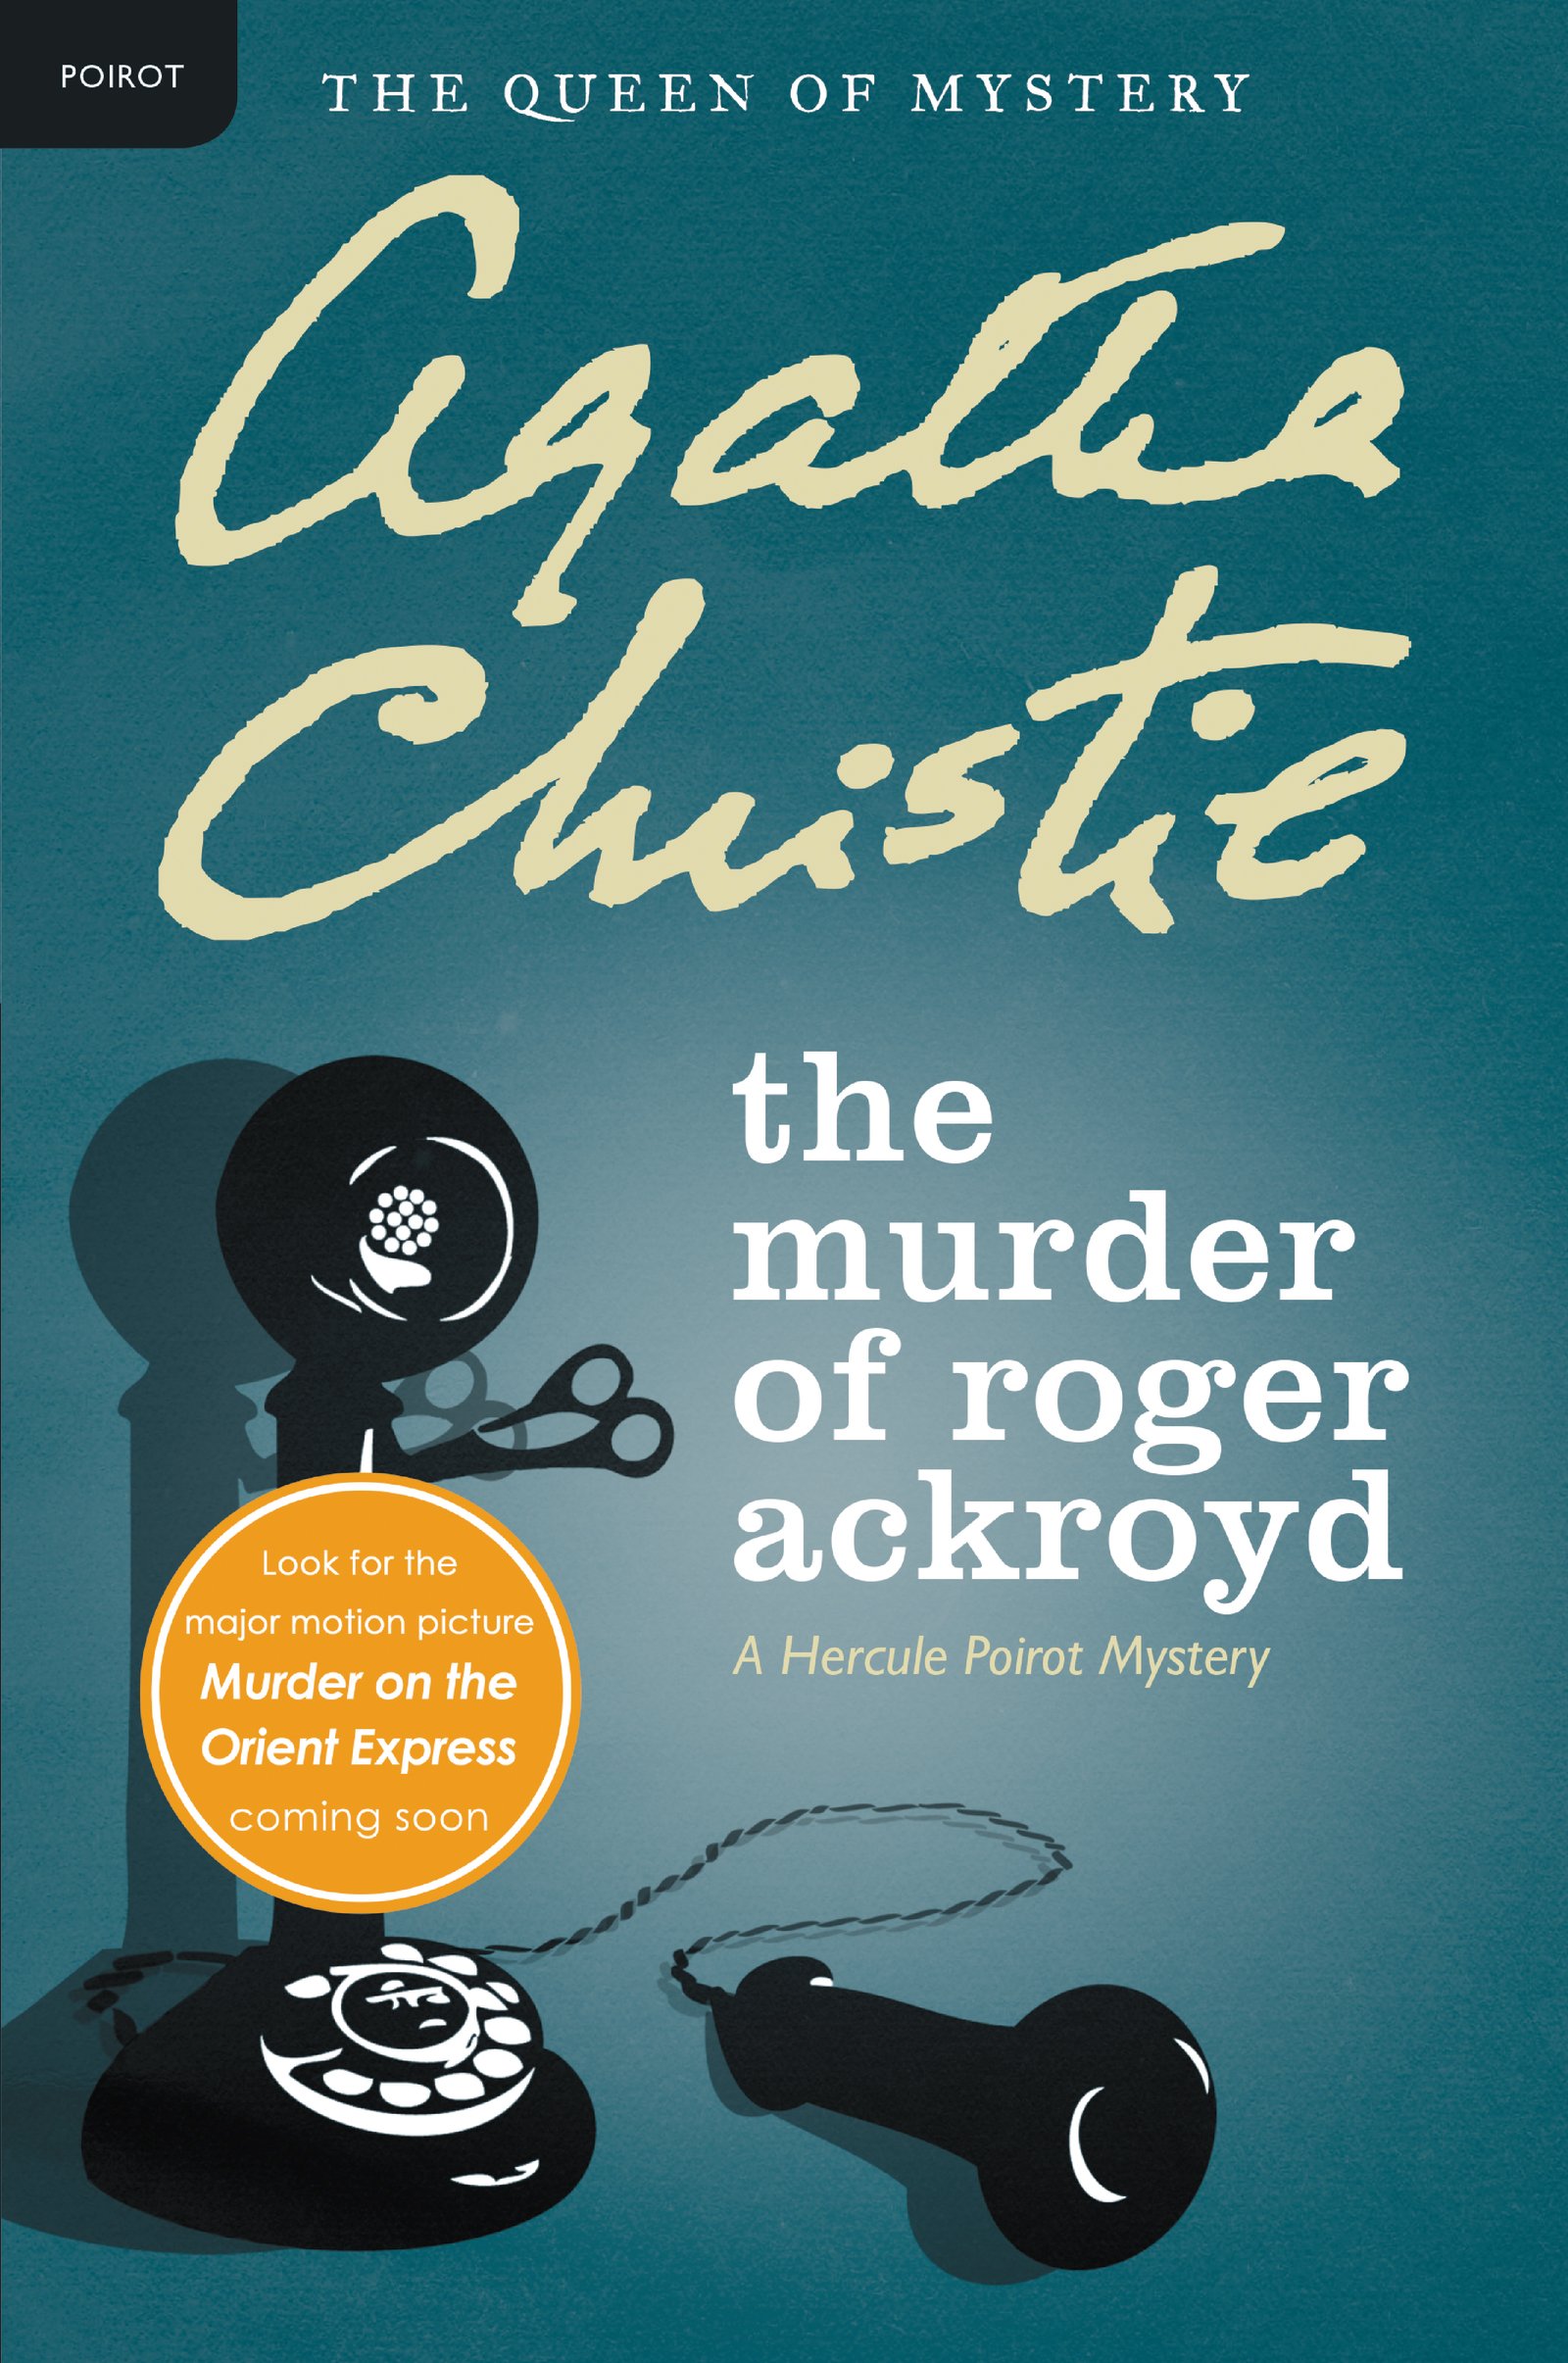 POIROT
THE QUEEN OF MYSTERY
Agatha
Christie
the
murder
of roger
ackroyd
A Hercule Poirot Mystery
Look for the
major motion picture
Murder on the
Orient Express
coming soon